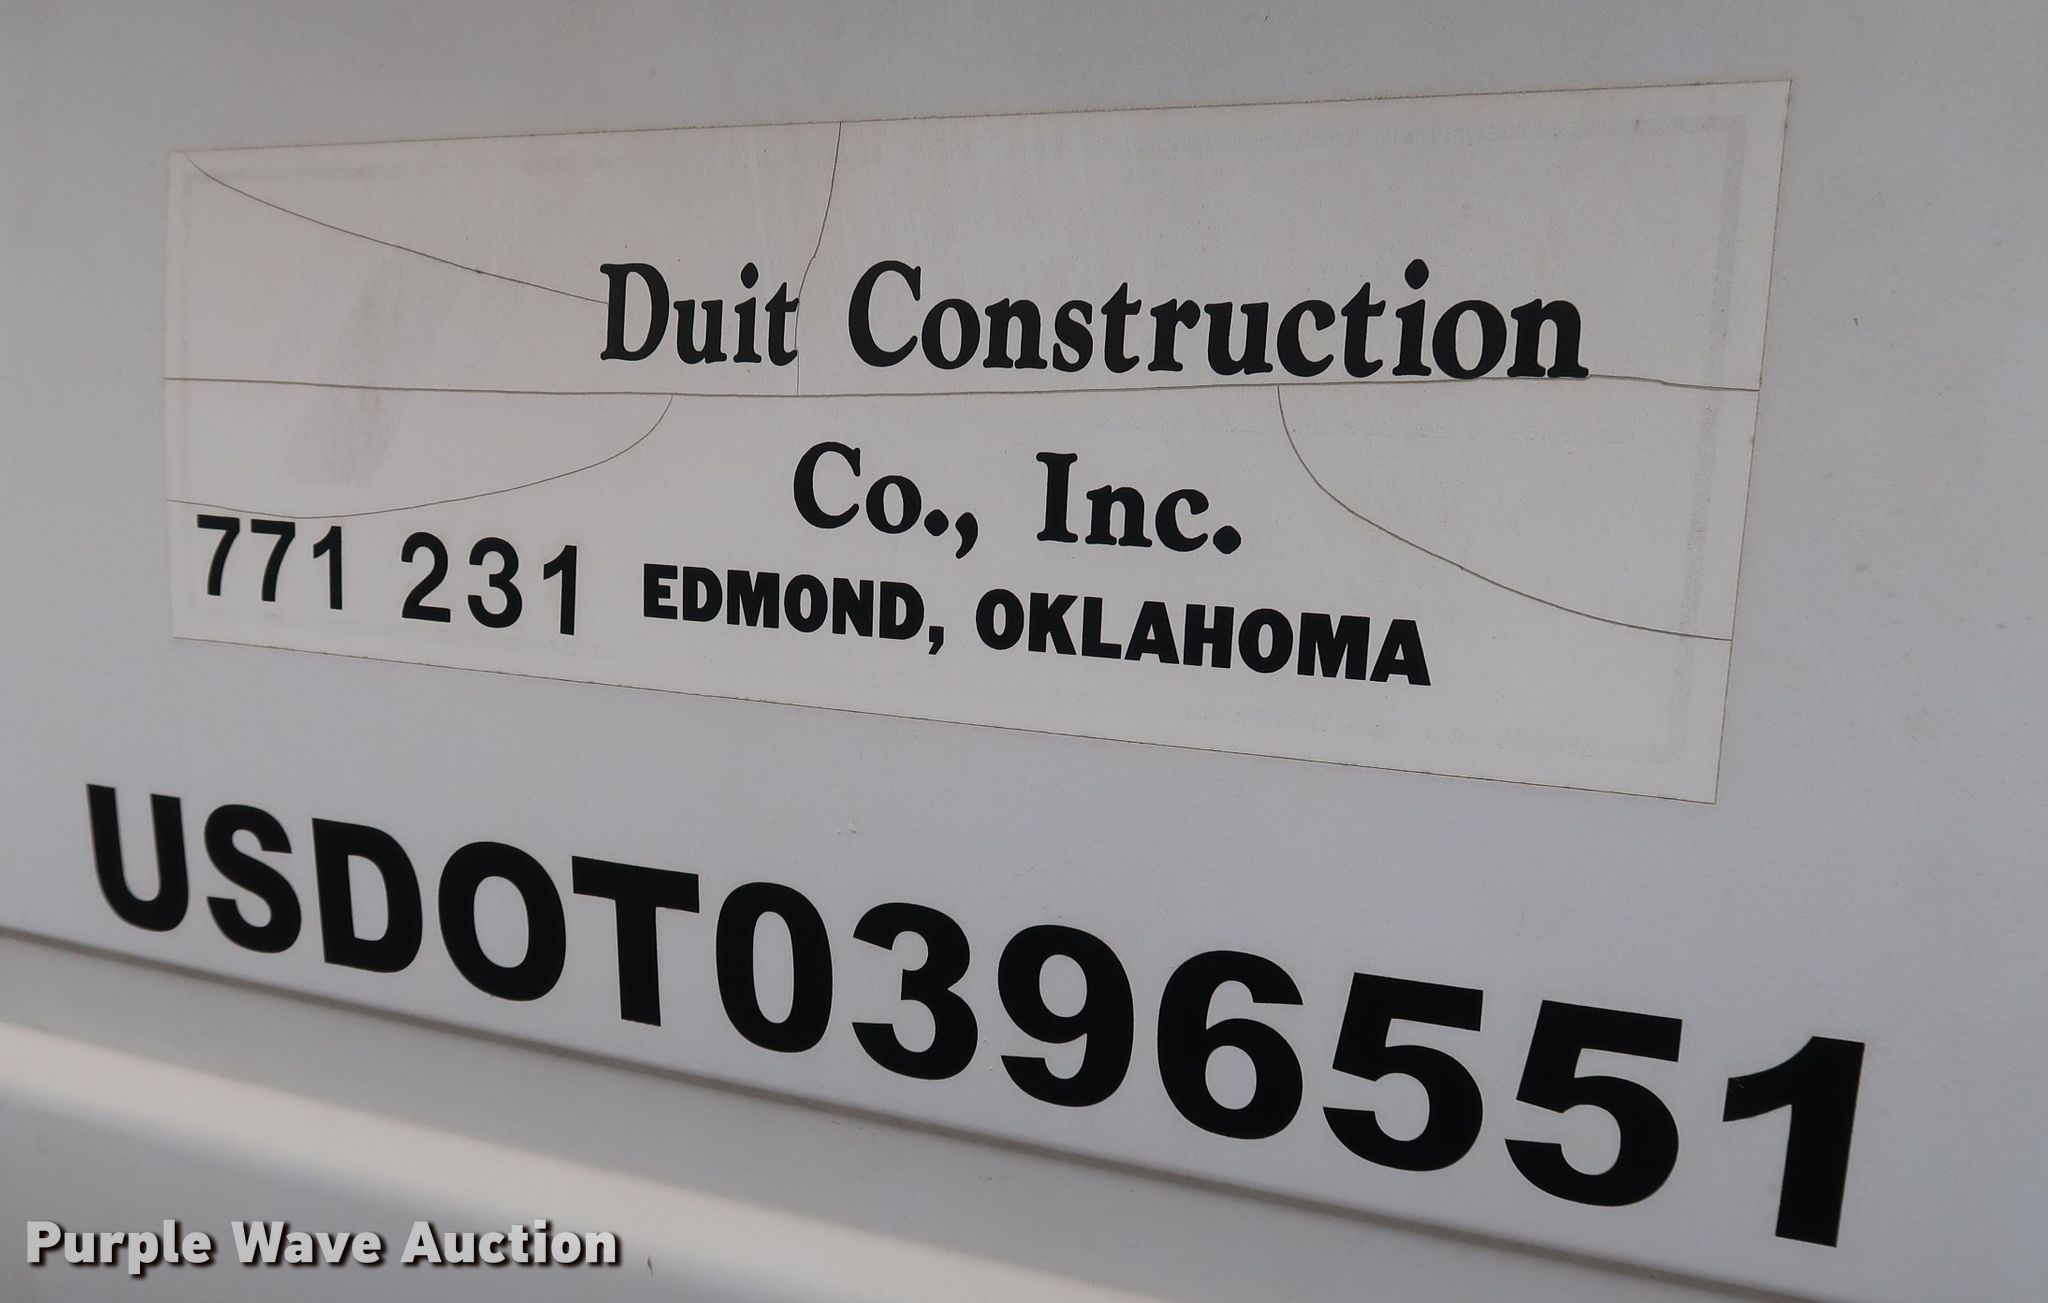 Duit Construction
Co., Inc.
771 231 EDMOND, OKLAHOMA
USDOT0396551
Purple Wave Auction